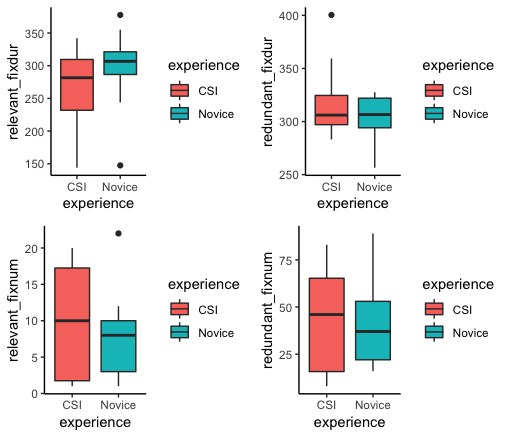 relevant_fixdur
350
300
250
200
150
CSI Novice
experience
experience
CSI
Novice
redundant_fixdur
400
350
300
250
CSI Novice
experience
experience
CSI
Novice
relevant_fixnum
20
15
10
5
0
CSI Novice
experience
experience
CSI
Novice
redundant_fixnum
75
50
25
CSI Novice
experience
experience
CSI
Novice